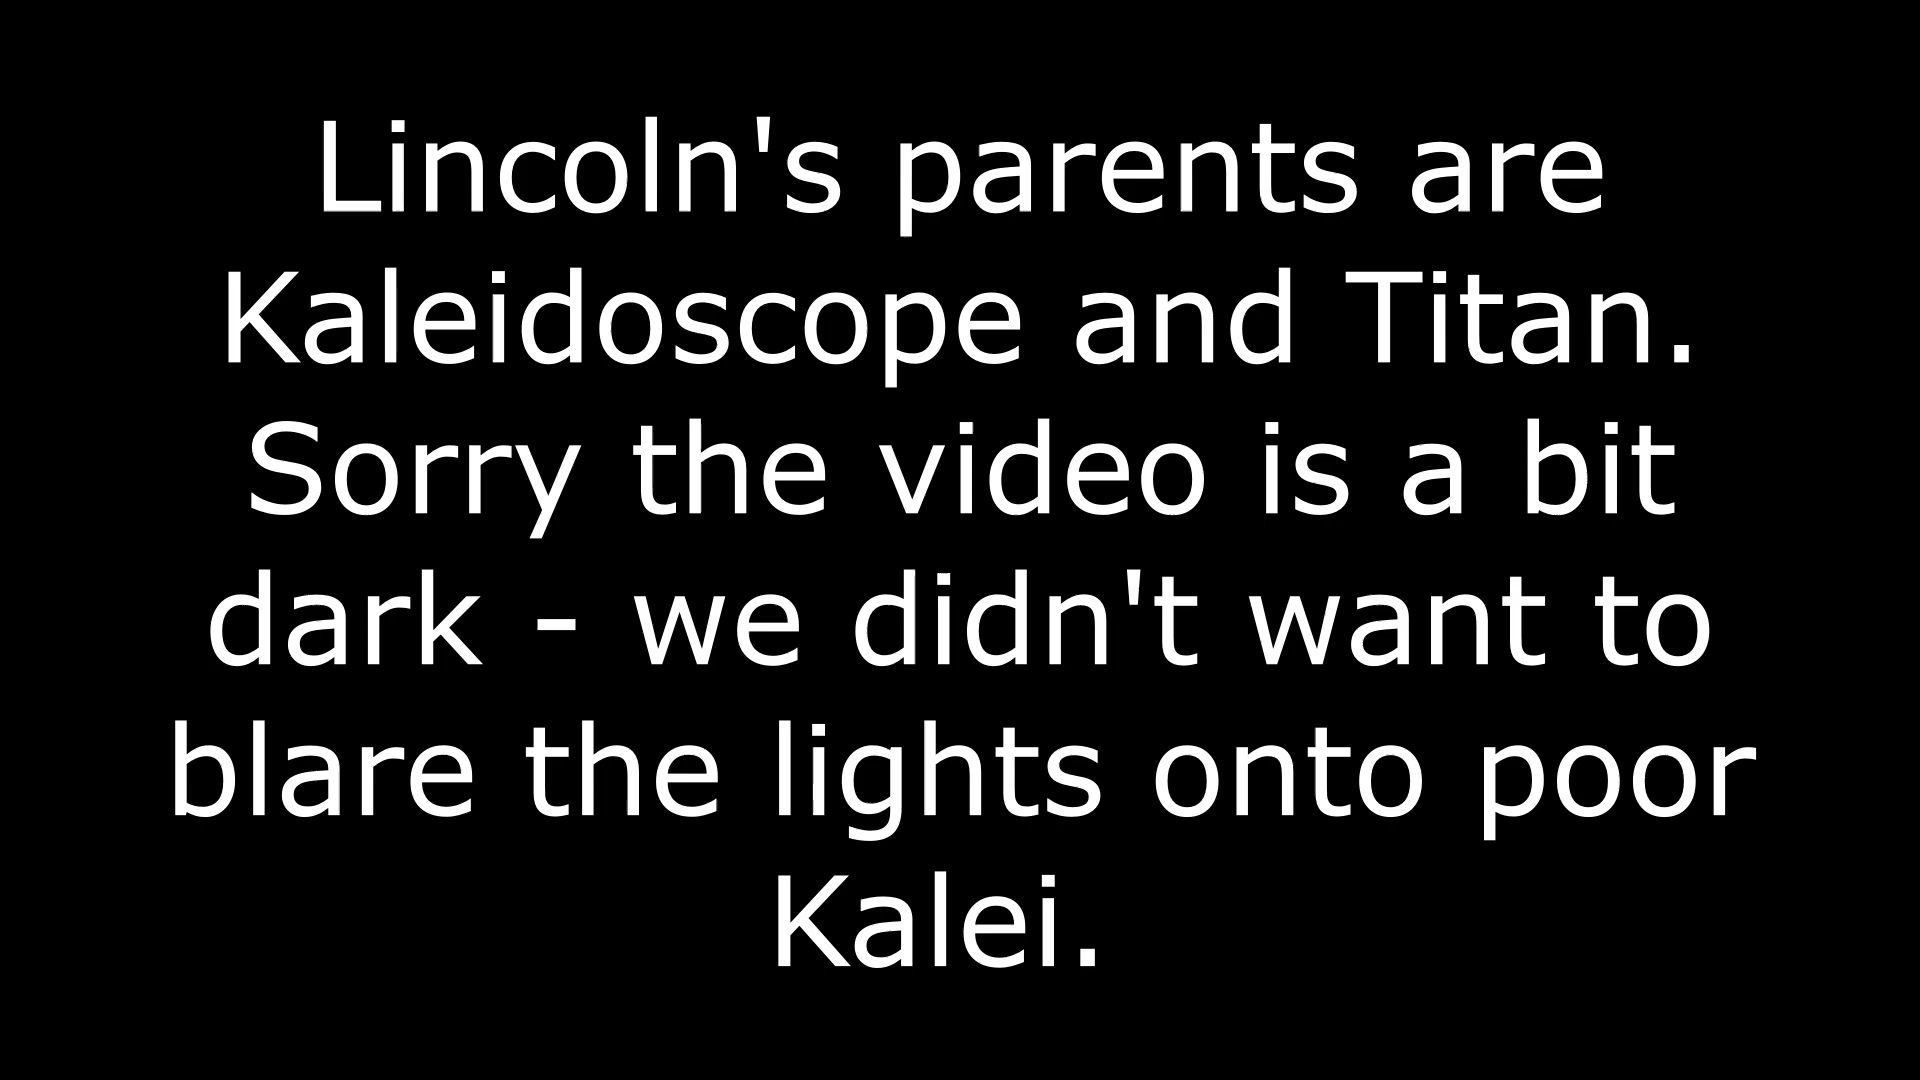 Lincoln's parents are
Kaleidoscope and Titan.
Sorry the video is a bit
dark - we didn't want to
blare the lights onto poor
Kalei.